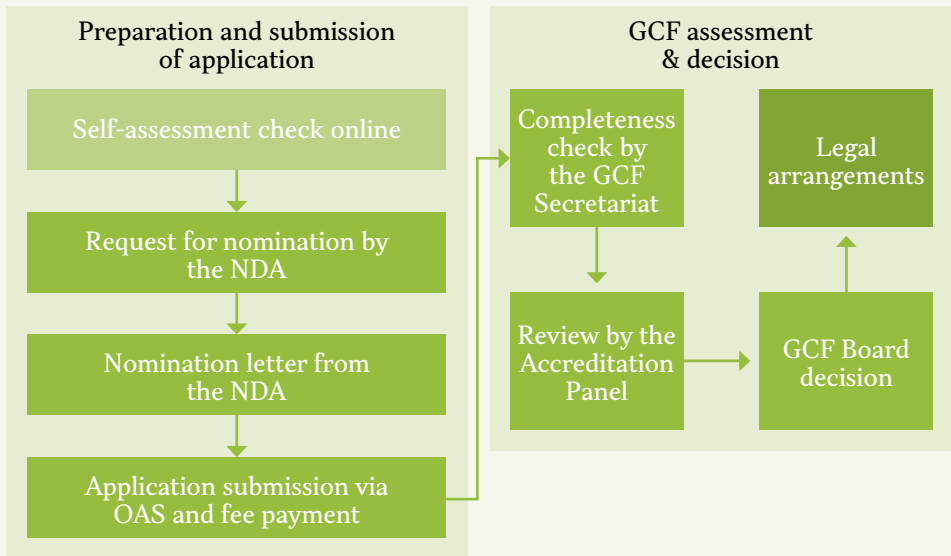 Preparation and submission
of application
Self-assessment check online
Request for nomination by
the NDA
Nomination letter from
the NDA
Application submission via
OAS and fee payment
GCF assessment
& decision
Completeness
check by
the GCF
Secretariat
Review by the
Accreditation
Panel
GCF Board
decision
Legal
arrangements